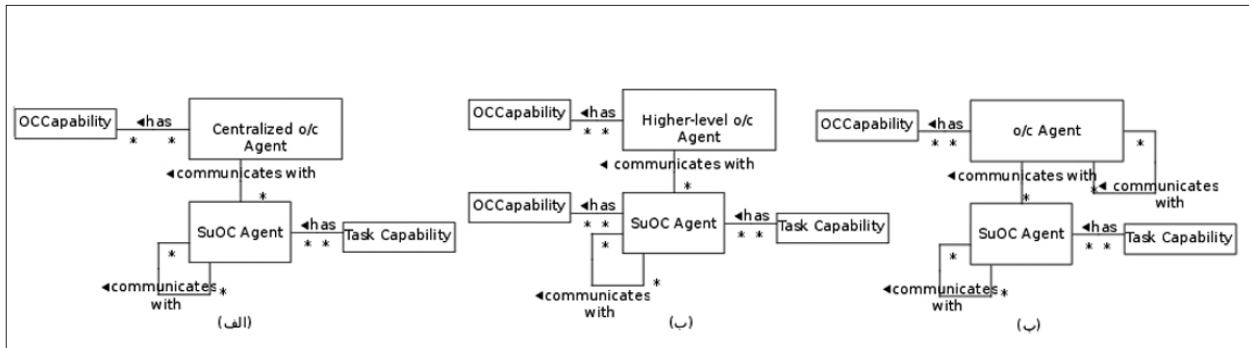 OCCapability
◄has
* *
Centralized o/c
Agent
◄ communicates with
*
SuOC Agent
◄has
* *
Task Capability
*
*
◄communicates
with
(الف)
OCCapability
◄has
* *
Higher-level o/c
Agent
◄ communicates with
*
OCCapability
◄has
* *
SuOC Agent
◄has
* *
Task Capability
*
*
◄communicates
with
(ب)
OCCapability
◄has
* *
o/c Agent
*
*
◄ communicates
with
◄communicates with
*
SuOC Agent
◄has
* *
Task Capability
*
*
◄communicates
with
(پ)